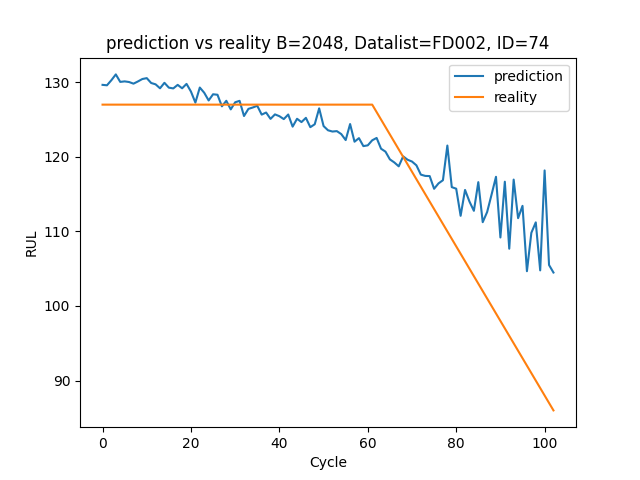 prediction vs reality B=2048, Datalist=FD002, ID=74
prediction
reality
RUL
130
120
110
100
90
0 20 40 60 80 100
Cycle